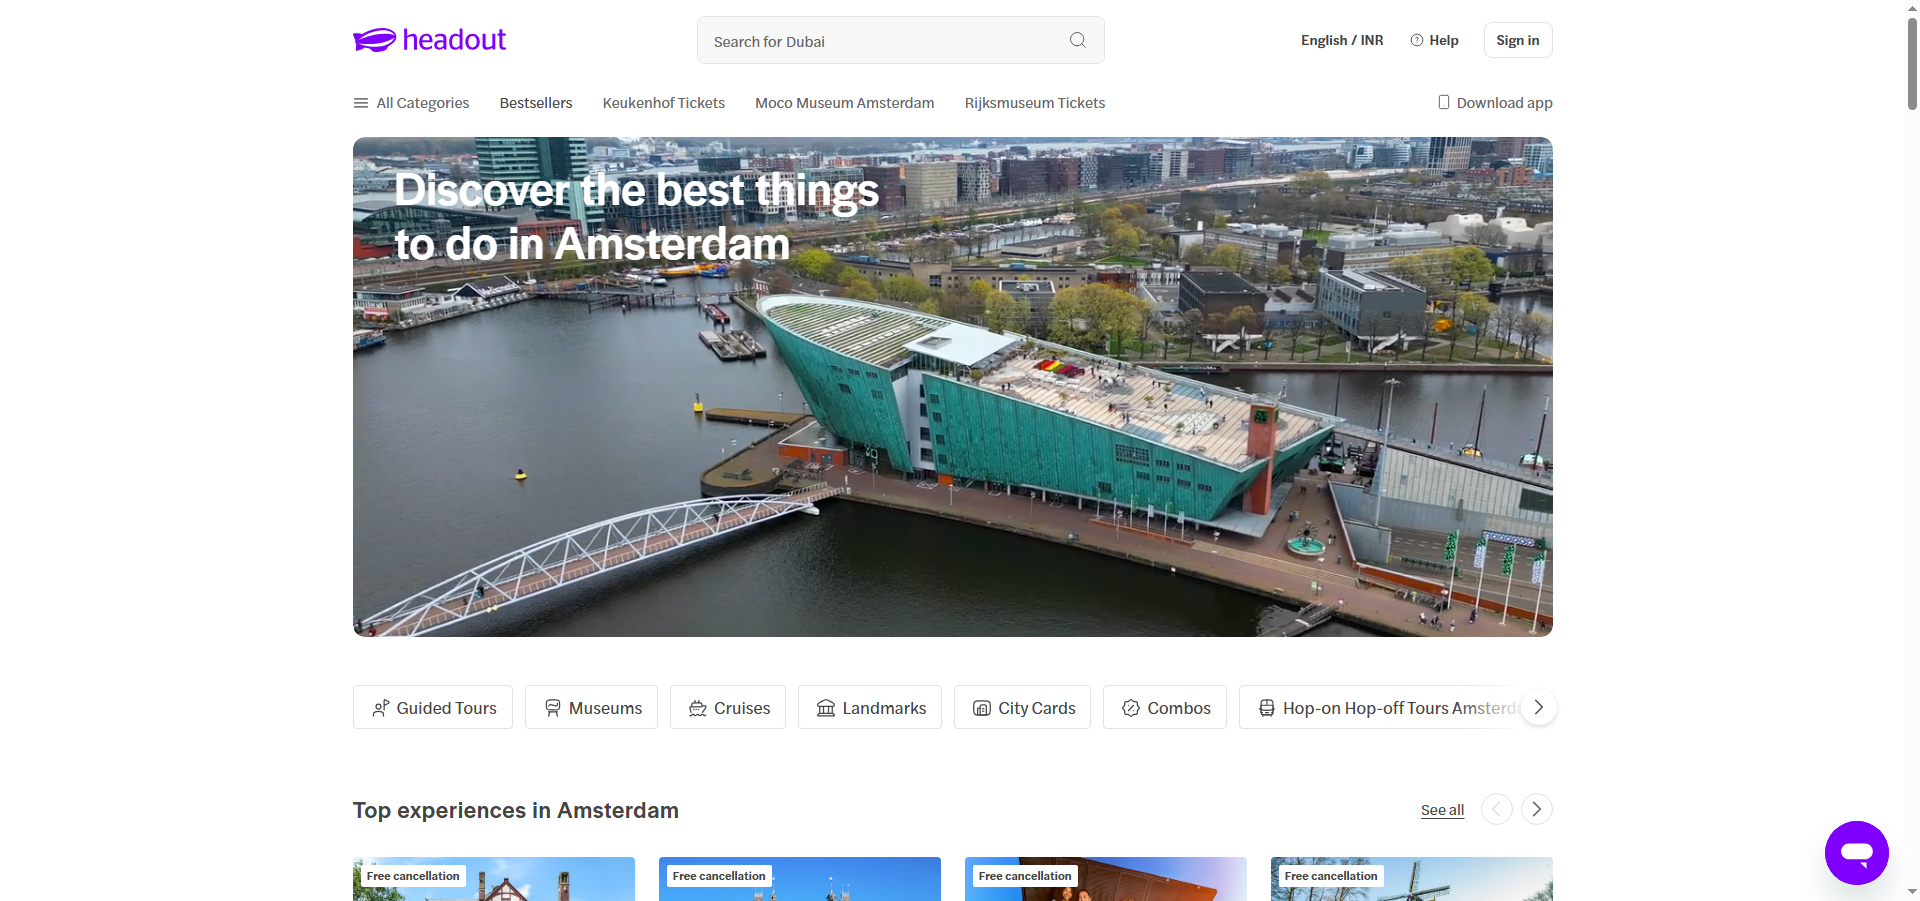 headout
Search for Dubai
English / INR
Help
Sign in
All Categories
Bestsellers
Keukenhof Tickets
Moco Museum Amsterdam
Rijksmuseum Tickets
Download app
Discover the best things
to do in Amsterdam
Guided Tours
Museums
Cruises
Landmarks
City Cards
Combos
Hop-on Hop-off Tours
Top experiences in Amsterdam
See all
Free cancellation
Free cancellation
Free cancellation
Free cancellation